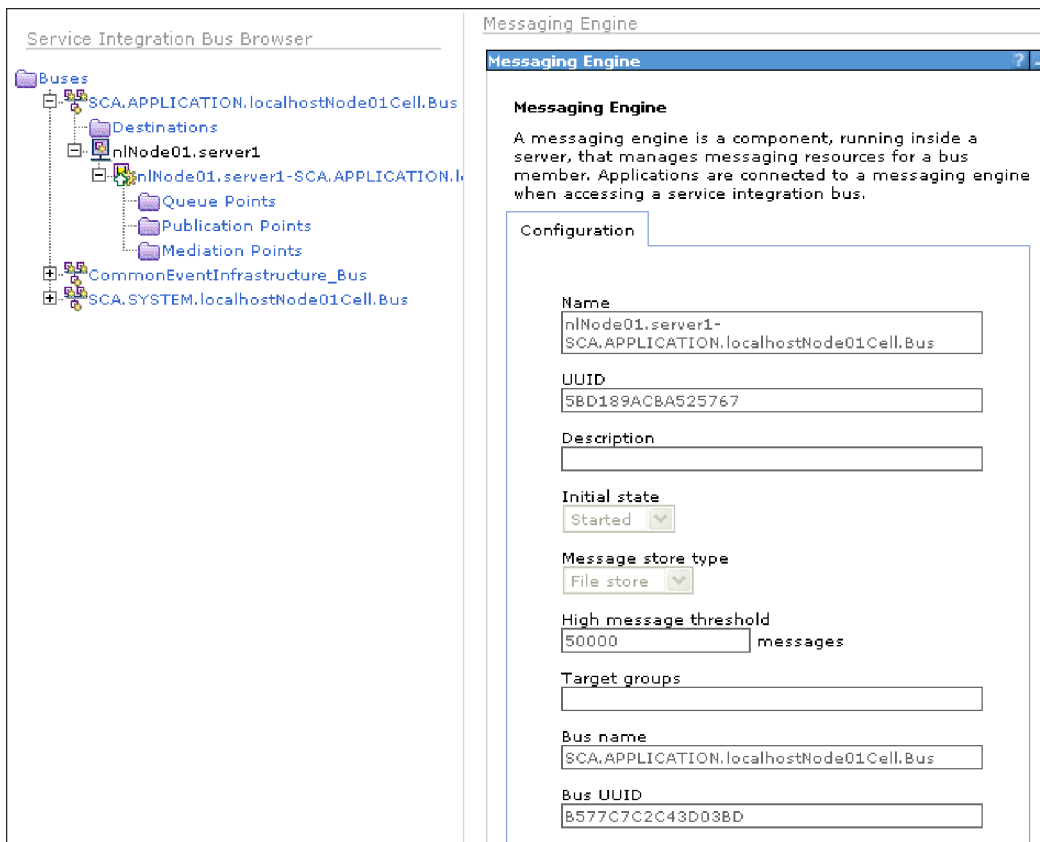 Service Integration Bus Browser
Buses
SCA.APPLICATION.localhostNode01Cell.Bus
Destinations
nlNode01.server1
nlNode01.server1-SCA.APPLICATION.l
Queue Points
Publication Points
Mediation Points
CommonEventInfrastructure_Bus
SCA.SYSTEM.localhostNode01Cell.Bus
Messaging Engine
Messaging Engine ?
Messaging Engine
A messaging engine is a component, running inside a
server, that manages messaging resources for a bus
member. Applications are connected to a messaging engine
when accessing a service integration bus.
Configuration
Name
nlNode01.server1-
SCA.APPLICATION.localhostNode01Cell.Bus
UUID
5BD189ACBA525767
Description
Initial state
Started
Message store type
File store
High message threshold
50000 messages
Target groups
Bus name
SCA.APPLICATION.localhostNode01Cell.Bus
Bus UUID
B577C7C2C43D03BD